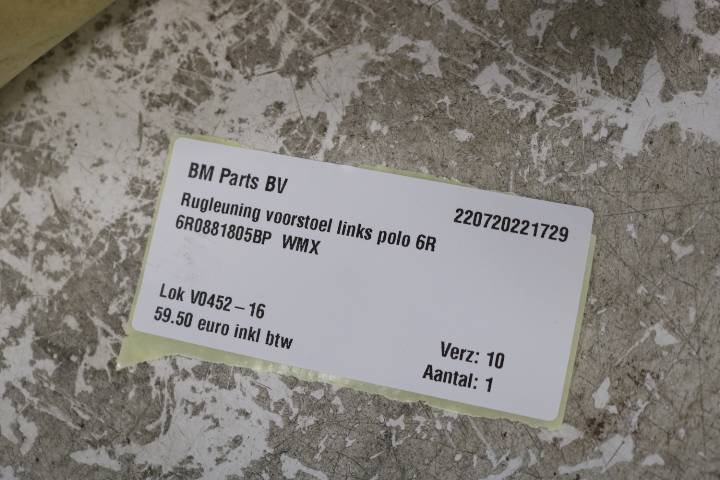 BM Parts BV
220720221729
Rugleuning voorstoel links polo 6R
6R0881805BP WMX
Lok V0452-16
59.50 euro inkl btw
Verz: 10
Aantal: 1